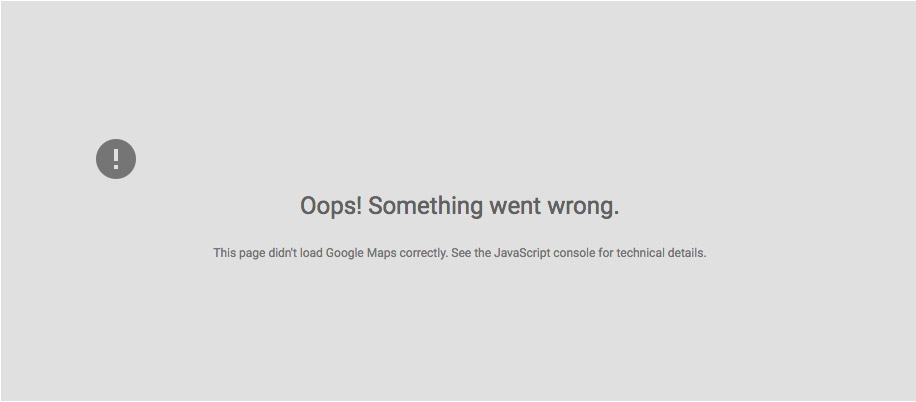 Oops! Something went wrong.
This page didn't load Google Maps correctly. See the JavaScript console for technical details.